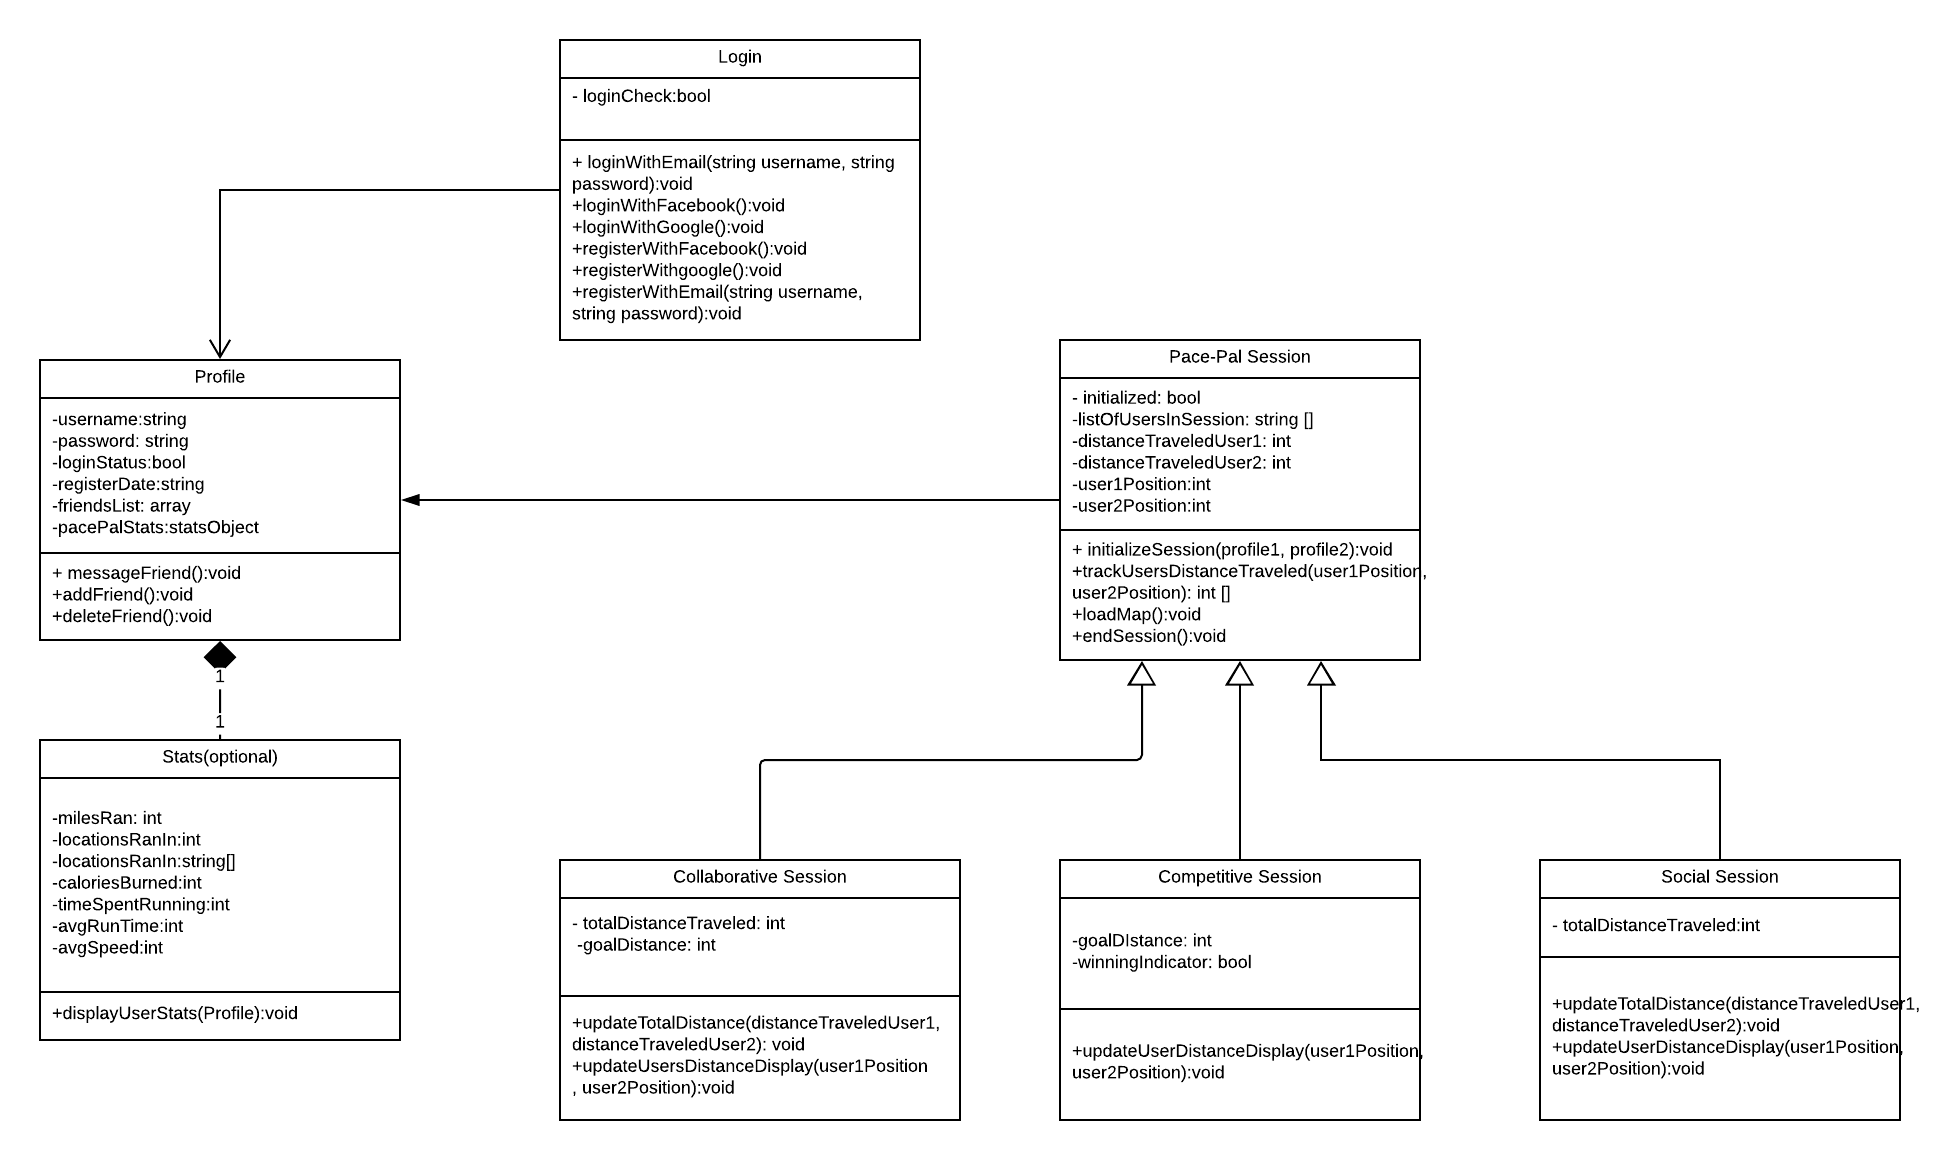 Login
- loginCheck:bool
+ loginWithEmail(string username, string
password):void
+loginWithFacebook():void
+loginWithGoogle():void
+registerWithFacebook():void
+registerWithgoogle():void
+registerWithEmail(string username,
string password):void
Profile
-username:string
-password: string
-loginStatus:bool
-registerDate:string
-friendsList: array
-pacePalStats:statsObject
+ messageFriend():void
+addFriend():void
+deleteFriend():void
1
1
Stats(optional)
-milesRan: int
-locationsRanIn:int
-locationsRanIn:string[]
-caloriesBurned:int
-timeSpentRunning:int
-avgRunTime:int
-avgSpeed:int
+displayUserStats(Profile):void
Pace-Pal Session
- initialized: bool
-listOfUsersInSession: string []
-distanceTraveledUser1: int
-distanceTraveledUser2: int
-user1Position:int
-user2Position:int
+ initializeSession(profile1, profile2):void
+trackUsersDistanceTraveled(user1Position,
user2Position): int []
+loadMap():void
+endSession():void
Collaborative Session
- totalDistanceTraveled: int
-goalDistance: int
+updateTotalDistance(distanceTraveledUser1,
distanceTraveledUser2): void
+updateUsersDistanceDisplay(user1Position
, user2Position):void
Competitive Session
-goalDIstance: int
-winningIndicator: bool
+updateUserDistanceDisplay(user1Position,
user2Position):void
Social Session
- totalDistanceTraveled:int
+updateTotalDistance(distanceTraveledUser1,
distanceTraveledUser2):void
+updateUserDistanceDisplay(user1Position,
user2Position):void